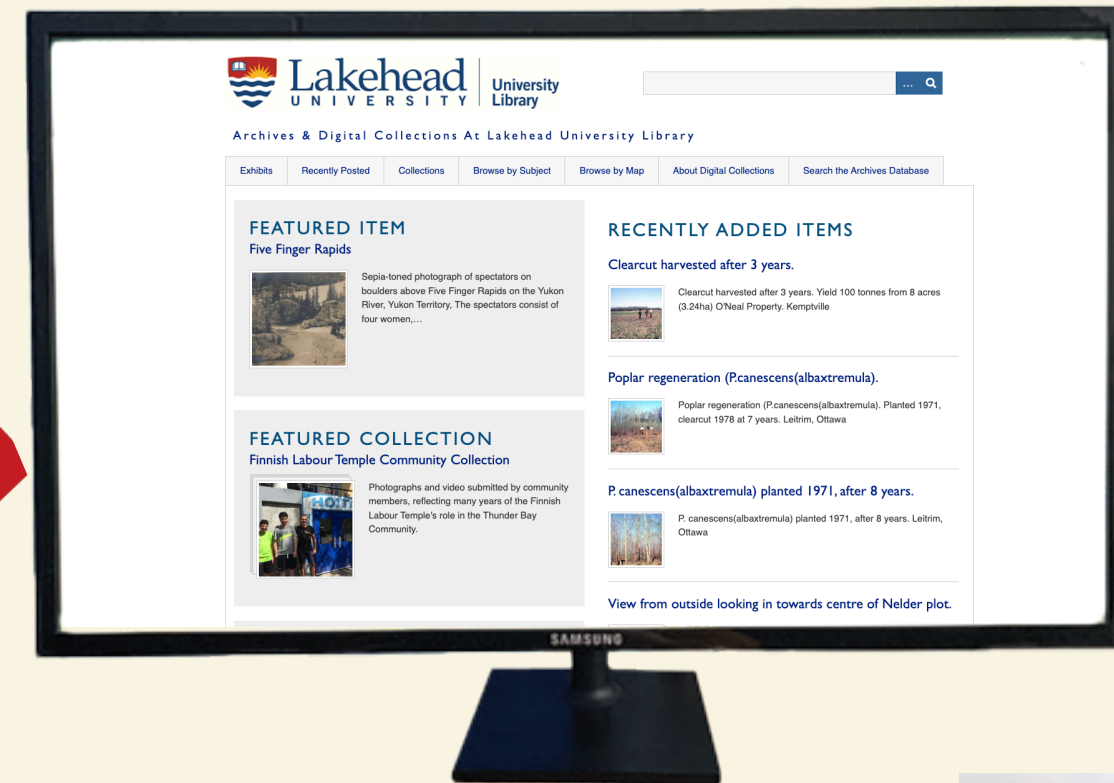 Lakehead
UNIVERSITY
University
Library
...
Archives & Digital Collections At Lakehead University Library
Exhibits
Recently Posted
Collections
Browse by Subject
Browse by Map
About Digital Collections
Search the Archives Database
FEATURED ITEM
Five Finger Rapids
Sepia-toned photograph of spectators on
boulders above Five Finger Rapids on the Yukon
River, Yukon Territory, The spectators consist of
four women,...
FEATURED COLLECTION
Finnish Labour Temple Community Collection
HOIT
Photographs and video submitted by community
members, reflecting many years of the Finnish
Labour Temple's role in the Thunder Bay
Community.
RECENTLY ADDED ITEMS
Clearcut harvested after 3 years.
Clearcut harvested after 3 years. Yield 100 tonnes from 8 acres
(3.24ha) O'Neal Property. Kemptville
Poplar regeneration (P.canescens(albaxtremula).
Poplar regeneration (P.canescens(albaxtremula). Planted 1971,
clearcut 1978 at 7 years. Leitrim, Ottawa
P. canescens(albaxtremula) planted 1971, after 8 years.
P. canescens(albaxtremula) planted 1971, after 8 years. Leitrim,
Ottawa
View from outside looking in towards centre of Nelder plot.
SAMSUNG